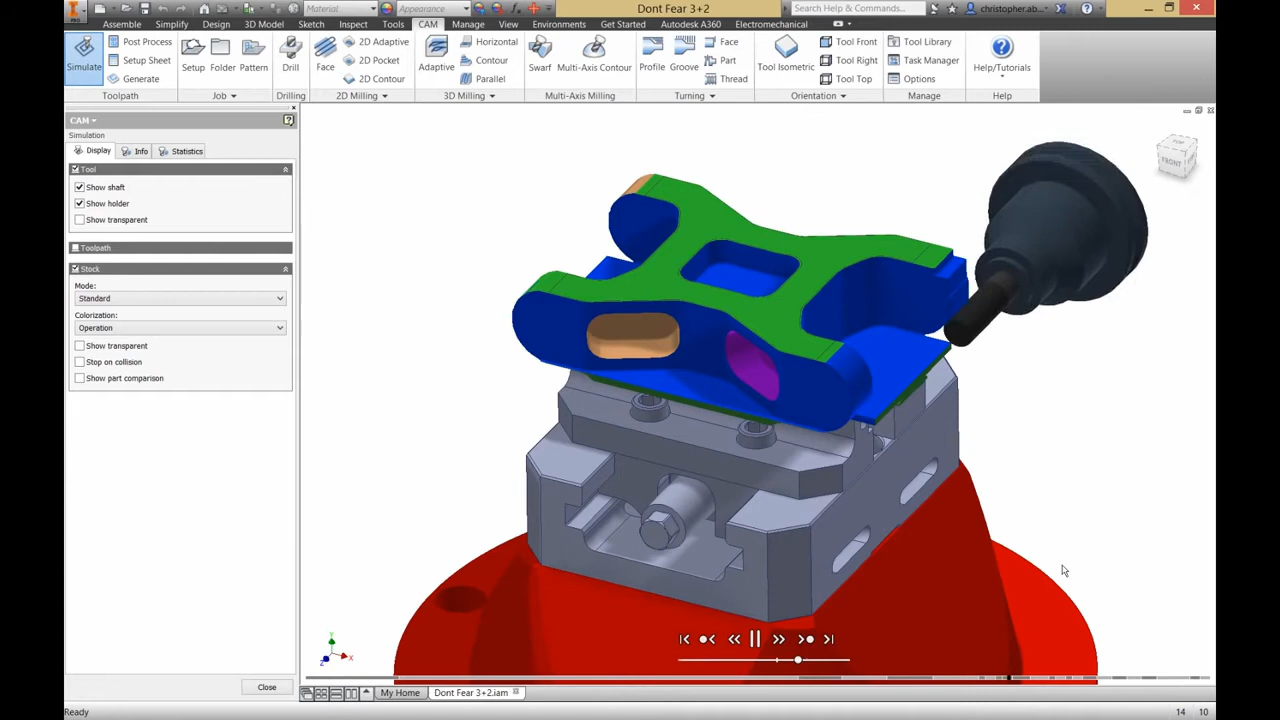 Dont Fear 3+2
Search Help & Commands...
christopher.ab...
PRO
Material
Appearance
Assemble Simplify Design 3D Model Sketch Inspect Tools CAM Manage View Environments Get Started Autodesk A360 Electromechanical
Simulate
Post Process
Setup Sheet
Generate
Toolpath
Setup Folder Pattern
Job
Drill
Drilling
Face
2D Adaptive
2D Pocket
2D Contour
2D Milling
Adaptive
Horizontal
Contour
Parallel
3D Milling
Swarf Multi-Axis Contour
Multi-Axis Milling
Profile Groove
Face
Part
Thread
Turning
Tool Isometric
Tool Front
Tool Right
Tool Top
Orientation
Tool Library
Task Manager
Options
Manage
Help/Tutorials
Help
CAM
Simulation
Display Info Statistics
Tool
Show shaft
Show holder
Show transparent
Toolpath
Stock
Mode:
Standard
Colorization:
Operation
Show transparent
Stop on collision
Show part comparison
Close
TOP
FRONT
Y
Z
X
My Home Dont Fear 3+2.iam
Ready
14 10